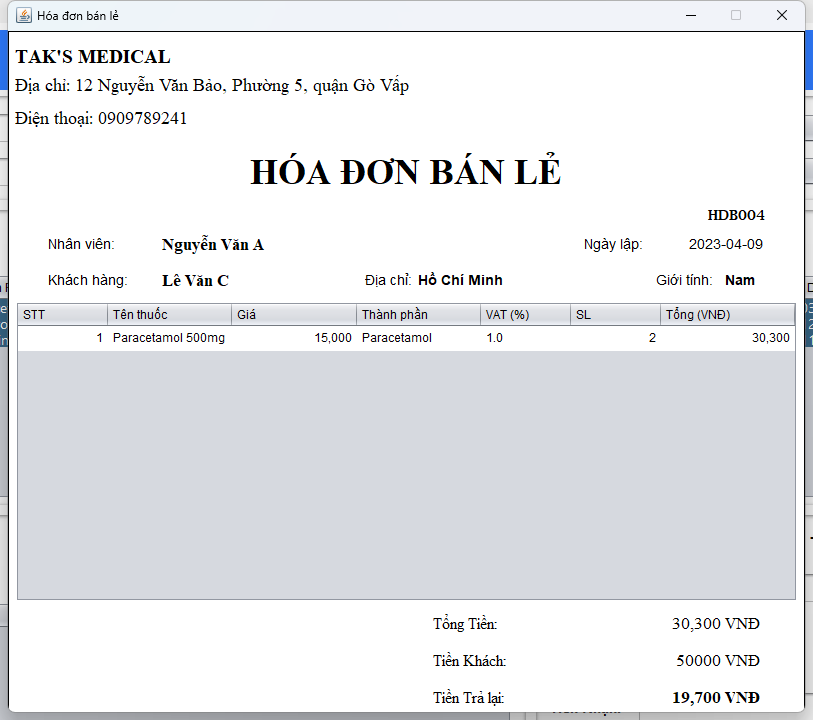 Hóa đơn bán lẻ
TAK'S MEDICAL
Địa chỉ: 12 Nguyễn Văn Bảo, Phường 5, quận Gò Vấp
Điện thoại: 0909789241
HÓA ĐƠN BÁN LẺ
HDB004
Nhân viên: Nguyễn Văn A Ngày lập: 2023-04-09
Khách hàng: Lê Văn C Địa chỉ: Hồ Chí Minh Giới tính: Nam
STT Tên thuốc Giá Thành phần VAT (%) SL Tổng (VNĐ)
1 Paracetamol 500mg 15,000 Paracetamol 1.0 2 30,300
Tổng Tiền: 30,300 VNĐ
Tiền Khách: 50000 VNĐ
Tiền Trả lại: 19,700 VNĐ